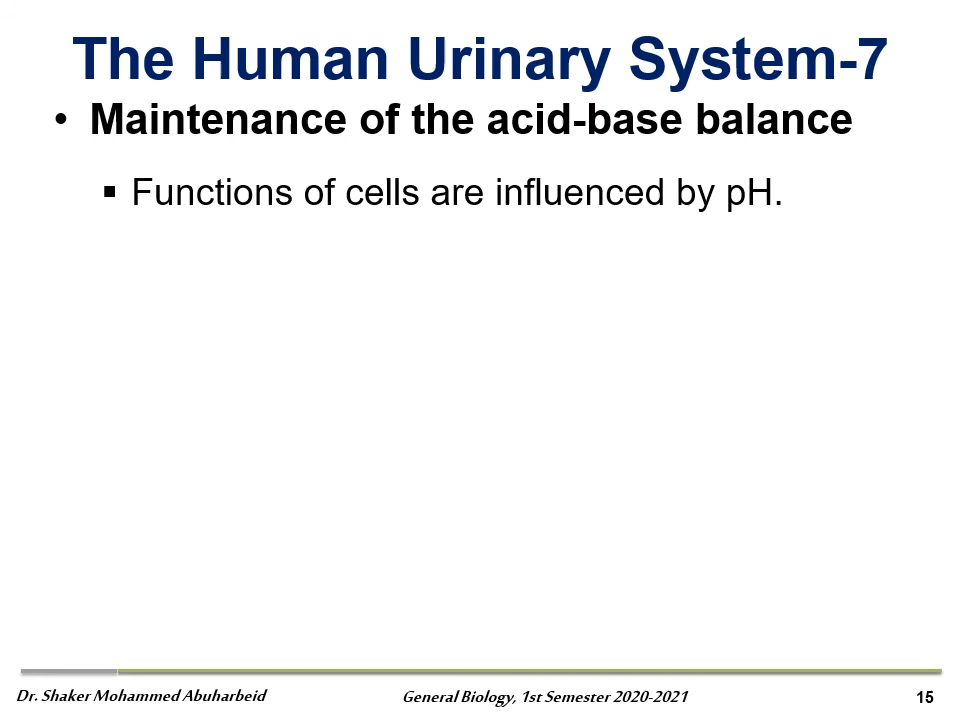 The Human Urinary System-7
• Maintenance of the acid-base balance
▪ Functions of cells are influenced by pH.
Dr. Shaker Mohammed Abuharbeid General Biology, 1st Semester 2020-2021 15